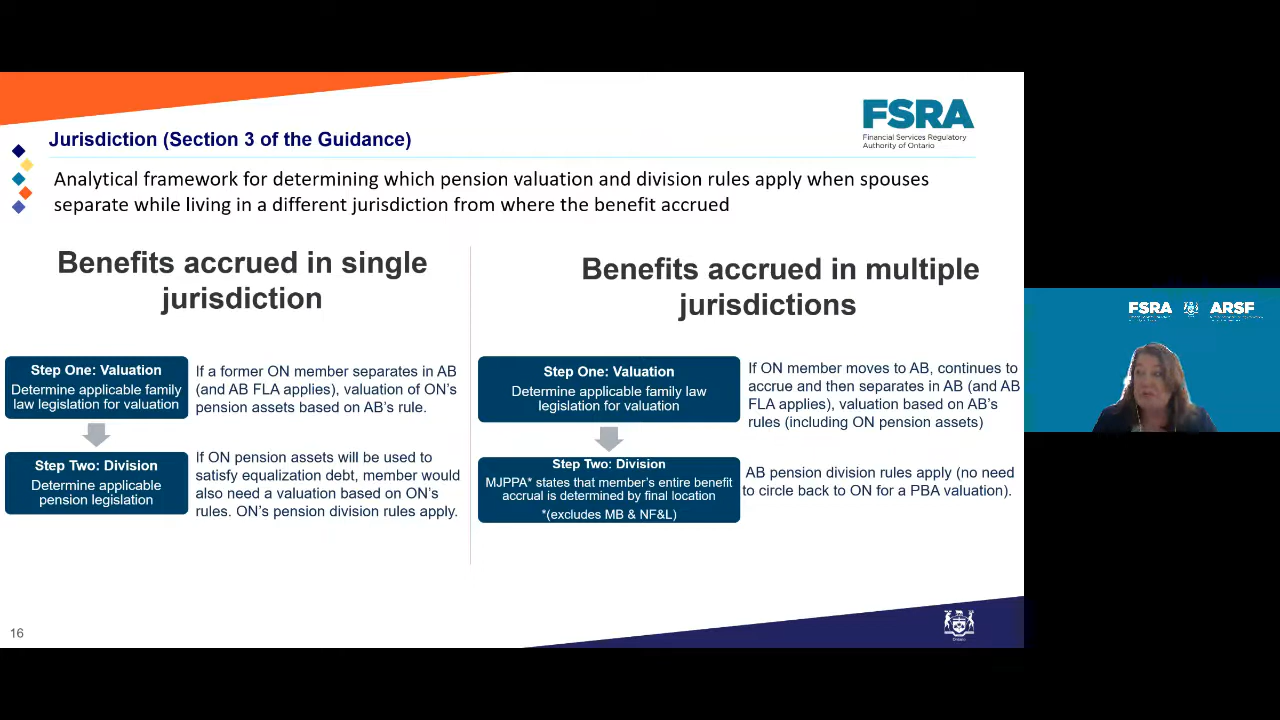 FSRA
Financial Services Regulatory
Authority of Ontario
Jurisdiction (Section 3 of the Guidance)
Analytical framework for determining which pension valuation and division rules apply when spouses
separate while living in a different jurisdiction from where the benefit accrued
Benefits accrued in single
jurisdiction
Step One: Valuation
Determine applicable family
law legislation for valuation
If a former ON member separates in AB
(and AB FLA applies), valuation of ON's
pension assets based on AB's rule.
Step Two: Division
Determine applicable
pension legislation
If ON pension assets will be used to
satisfy equalization debt, member would
also need a valuation based on ON's
rules. ON's pension division rules apply.
Benefits accrued in multiple
jurisdictions
Step One: Valuation
Determine applicable family law
legislation for valuation
If ON member moves to AB, continues to
accrue and then separates in AB (and AB
FLA applies), valuation based on AB's
rules (including ON pension assets)
Step Two: Division
MJPPA* states that member's entire benefit
accrual is determined by final location
*(excludes MB & NF&L)
AB pension division rules apply (no need
to circle back to ON for a PBA valuation).
16
Ontario
FSRA ARSF